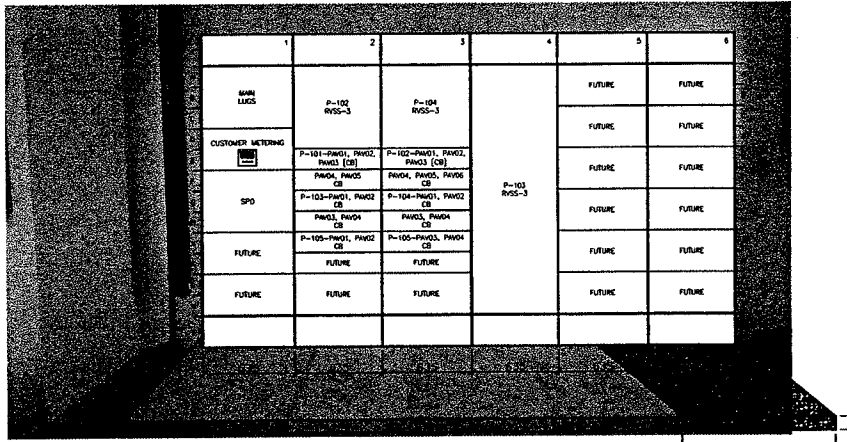 1
2
3
4
5
6
MAIN
LUGS
CUSTOMER METERING
SPD
FUTURE
FUTURE
P-102
RVSS-3
P-101-PAV01, PAV02,
PAV03 [CB]
PAV04, PAV05
CB
P-103-PAV01, PAV02
CB
PAV03, PAV04
CB
P-105-PAV01, PAV02
CB
FUTURE
FUTURE
P-104
RVSS-3
P-102-PAV01, PAV02,
PAV03 [CB]
PAV04, PAV05, PAV06
CB
P-104-PAV01, PAV02
CB
PAV03, PAV04
CB
P-105-PAV03, PAV04
CB
FUTURE
FUTURE
P-103
RVSS-3
FUTURE
FUTURE
FUTURE
FUTURE
FUTURE
FUTURE
FUTURE
FUTURE
FUTURE
FUTURE
FUTURE
FUTURE